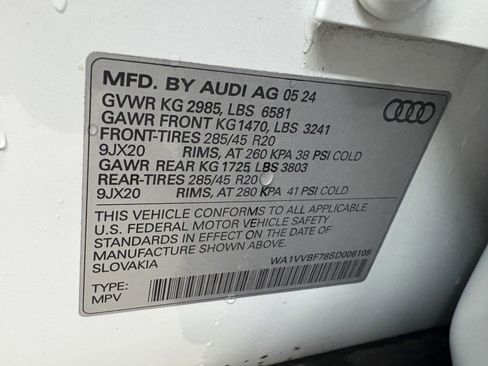 MFD. BY AUDI AG 05 24
GVWR KG 2985, LBS 6581
GAWR FRONT KG1470, LBS 3241
FRONT-TIRES 285/45 R20
9JX20 RIMS, AT 260 KPA 38 PSI COLD
GAWR REAR KG 1725, LBS 3803
REAR-TIRES 285/45 R20
9JX20 RIMS, AT 280 KPA 41 PSI COLD
THIS VEHICLE CONFORMS TO ALL APPLICABLE
U.S. FEDERAL MOTOR VEHICLE SAFETY
STANDARDS IN EFFECT ON THE DATE OF
MANUFACTURE SHOWN ABOVE.
SLOVAKIA
WA1VVBF78SD006108
TYPE:
MPV